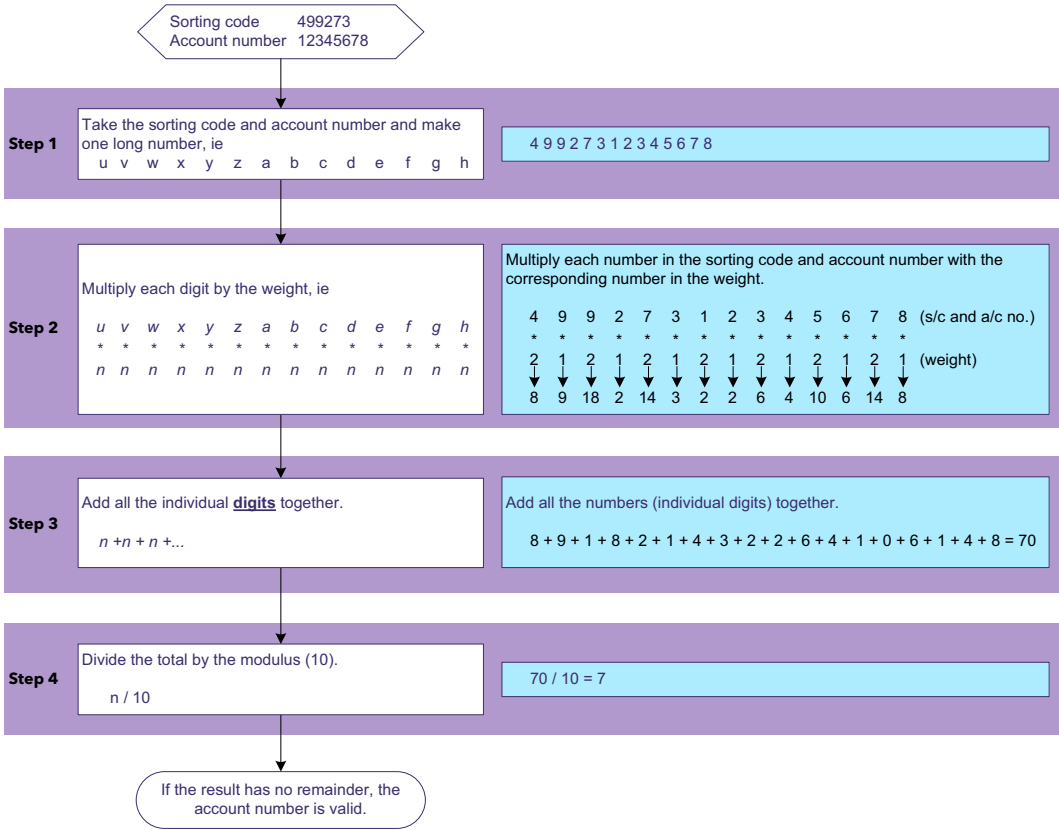 Sorting code 499273
Account number 12345678
Step 1
Take the sorting code and account number and make
one long number, ie
u v w x y z a b c d e f g h
4 9 9 2 7 3 1 2 3 4 5 6 7 8
Step 2
Multiply each digit by the weight, ie
u v w x y z a b c d e f g h
* * * * * * * * * * * * * *
n n n n n n n n n n n n n n
Multiply each number in the sorting code and account number with the
corresponding number in the weight.
4 9 9 2 7 3 1 2 3 4 5 6 7 8 (s/c and a/c no.)
* * * * * * * * * * * * * *
2 1 2 1 2 1 2 1 2 1 2 1 2 1 (weight)
8 9 18 2 14 3 2 2 6 4 10 6 14 8
Step 3
Add all the individual digits together.
n +n + n +...
Add all the numbers (individual digits) together.
8 + 9 + 1 + 8 + 2 + 1 + 4 + 3 + 2 + 2 + 6 + 4 + 1 + 0 + 6 + 1 + 4 + 8 = 70
Step 4
Divide the total by the modulus (10).
n / 10
70 / 10 = 7
If the result has no remainder, the
account number is valid.